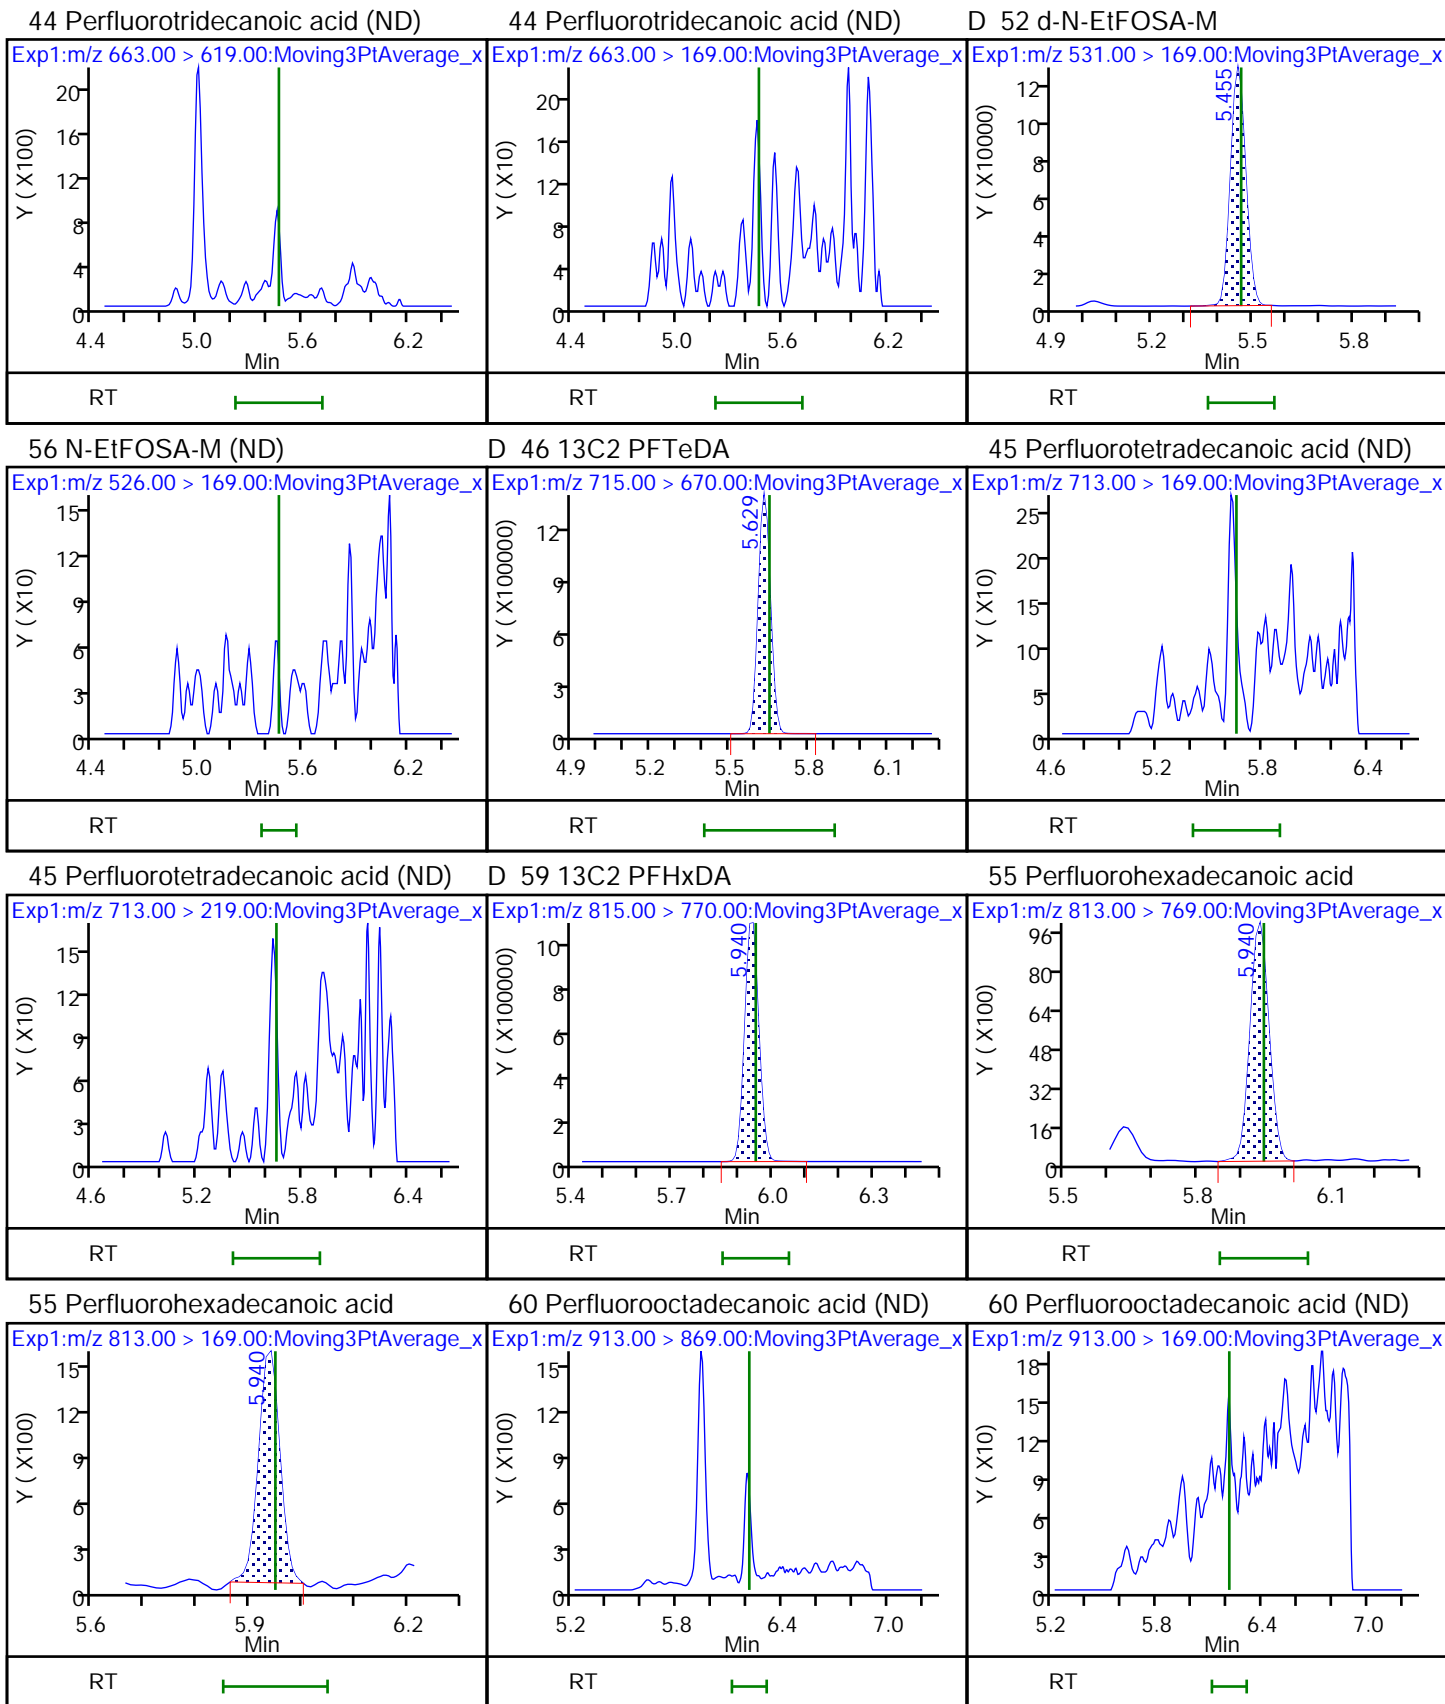 44 Perfluorotridecanoic acid (ND)
Exp1:m/z 663.00 > 619.00:Moving3PtAverage_x
Y ( X100)
20
16
12
8
4
0
4.4 5.0 5.6 6.2
Min
RT
44 Perfluorotridecanoic acid (ND)
Exp1:m/z 663.00 > 169.00:Moving3PtAverage_x
Y ( X10)
20
16
12
8
4
0
4.4 5.0 5.6 6.2
Min
RT
D 52 d-N-EtFOSA-M
Exp1:m/z 531.00 > 169.00:Moving3PtAverage_x
5.455
Y ( X10000)
12
10
8
6
4
2
0
4.9 5.2 5.5 5.8
Min
RT
56 N-EtFOSA-M (ND)
Exp1:m/z 526.00 > 169.00:Moving3PtAverage_x
Y ( X10)
15
12
9
6
3
0
4.4 5.0 5.6 6.2
Min
RT
D 46 13C2 PFTeDA
Exp1:m/z 715.00 > 670.00:Moving3PtAverage_x
5.629
Y ( X100000)
12
9
6
3
0
4.9 5.2 5.5 5.8 6.1
Min
RT
45 Perfluorotetradecanoic acid (ND)
Exp1:m/z 713.00 > 169.00:Moving3PtAverage_x
Y ( X10)
25
20
15
10
5
0
4.6 5.2 5.8 6.4
Min
RT
45 Perfluorotetradecanoic acid (ND)
Exp1:m/z 713.00 > 219.00:Moving3PtAverage_x
Y ( X10)
15
12
9
6
3
0
4.6 5.2 5.8 6.4
Min
RT
D 59 13C2 PFHxDA
Exp1:m/z 815.00 > 770.00:Moving3PtAverage_x
5.940
Y ( X100000)
10
8
6
4
2
0
5.4 5.7 6.0 6.3
Min
RT
55 Perfluorohexadecanoic acid
Exp1:m/z 813.00 > 769.00:Moving3PtAverage_x
5.940
Y ( X100)
96
80
64
48
32
16
0
5.5 5.8 6.1
Min
RT
55 Perfluorohexadecanoic acid
Exp1:m/z 813.00 > 169.00:Moving3PtAverage_x
5.940
Y ( X100)
15
12
9
6
3
0
5.6 5.9 6.2
Min
RT
60 Perfluorooctadecanoic acid (ND)
Exp1:m/z 913.00 > 869.00:Moving3PtAverage_x
Y ( X100)
15
12
9
6
3
0
5.2 5.8 6.4 7.0
Min
RT
60 Perfluorooctadecanoic acid (ND)
Exp1:m/z 913.00 > 169.00:Moving3PtAverage_x
Y ( X10)
18
15
12
9
6
3
0
5.2 5.8 6.4 7.0
Min
RT